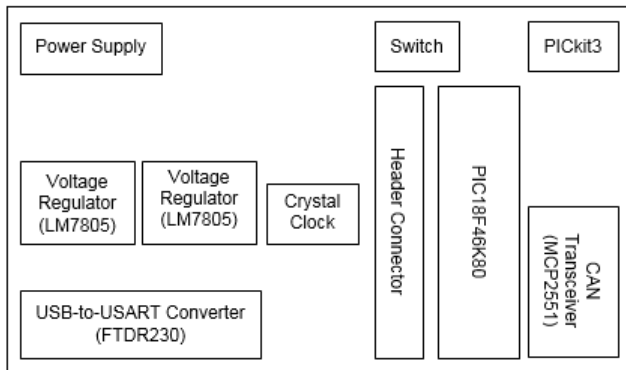 Power Supply
Switch
PICkit3
Voltage
Regulator
(LM7805)
Voltage
Regulator
(LM7805)
Crystal
Clock
Header Connector
PIC18F46K80
CAN
Transceiver
(MCP2551)
USB-to-USART Converter
(FTDR230)